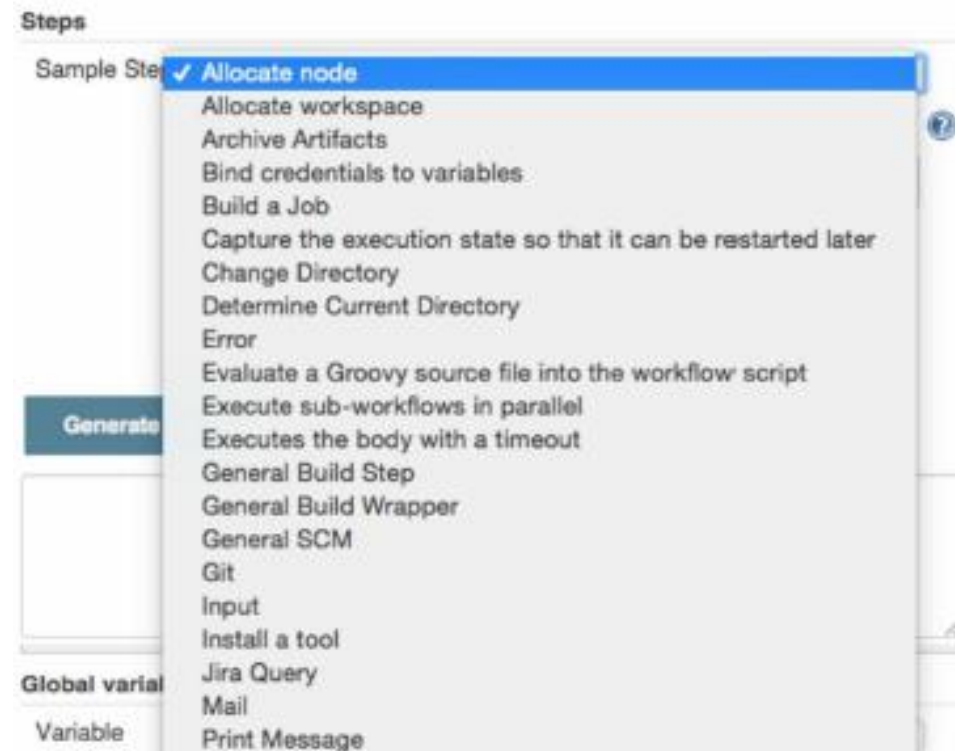 Steps
Sample Ste
✓ Allocate node
Allocate workspace
Archive Artifacts
Bind credentials to variables
Build a Job
Capture the execution state so that it can be restarted later
Change Directory
Determine Current Directory
Error
Evaluate a Groovy source file into the workflow script
Execute sub-workflows in parallel
Generate
Executes the body with a timeout
General Build Step
General Build Wrapper
General SCM
Git
Input
Install a tool
Jira Query
Global varial
Mail
Variable
Print Message